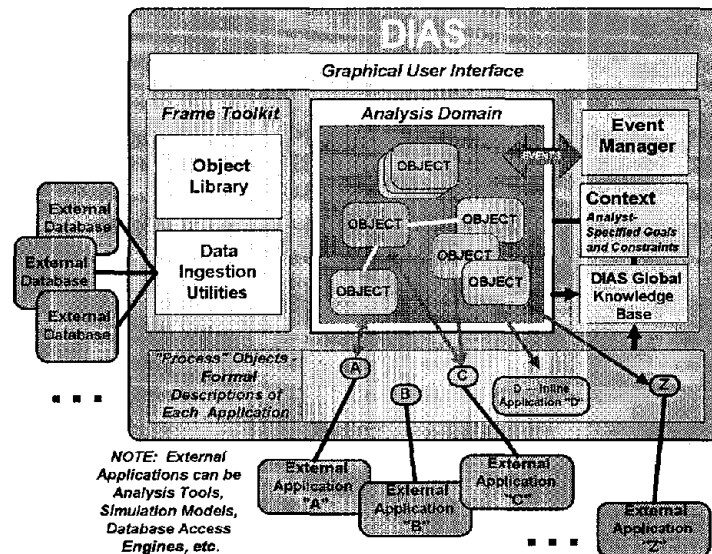 DIAS
Graphical User Interface
Frame Toolkit
Object
Library
Data
Ingestion
Utilities
Analysis Domain
OBJECT
OBJECT
OBJECT
OBJECT
OBJECT
OBJECT
EVENTS
Event
Manager
Context
Analyst-
Specified Goals
and Constraints
DIAS Global
Knowledge
Base
External
Database
External
Database
External
Database
"Process" Objects -
Formal
Descriptions of
Each Application
A
B
C
D -- Inline
Application "D"
Z
NOTE: External
Applications can be
Analysis Tools,
Simulation Models,
Database Access
Engines, etc.
External
Application
"A"
External
Application
"B"
External
Application
"C"
External
Application
"Z"